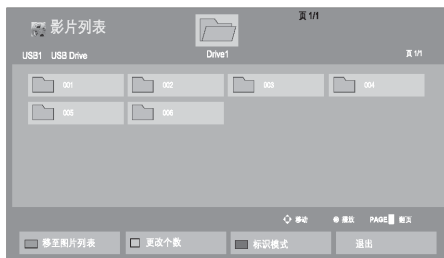 页 1/1
影片列表
USB1 USB Drive
Drive1
页 1/1
001 002 003 004
005 006
移动 播放 PAGE 翻页
移至图片列表 更改个数 标识模式 退出